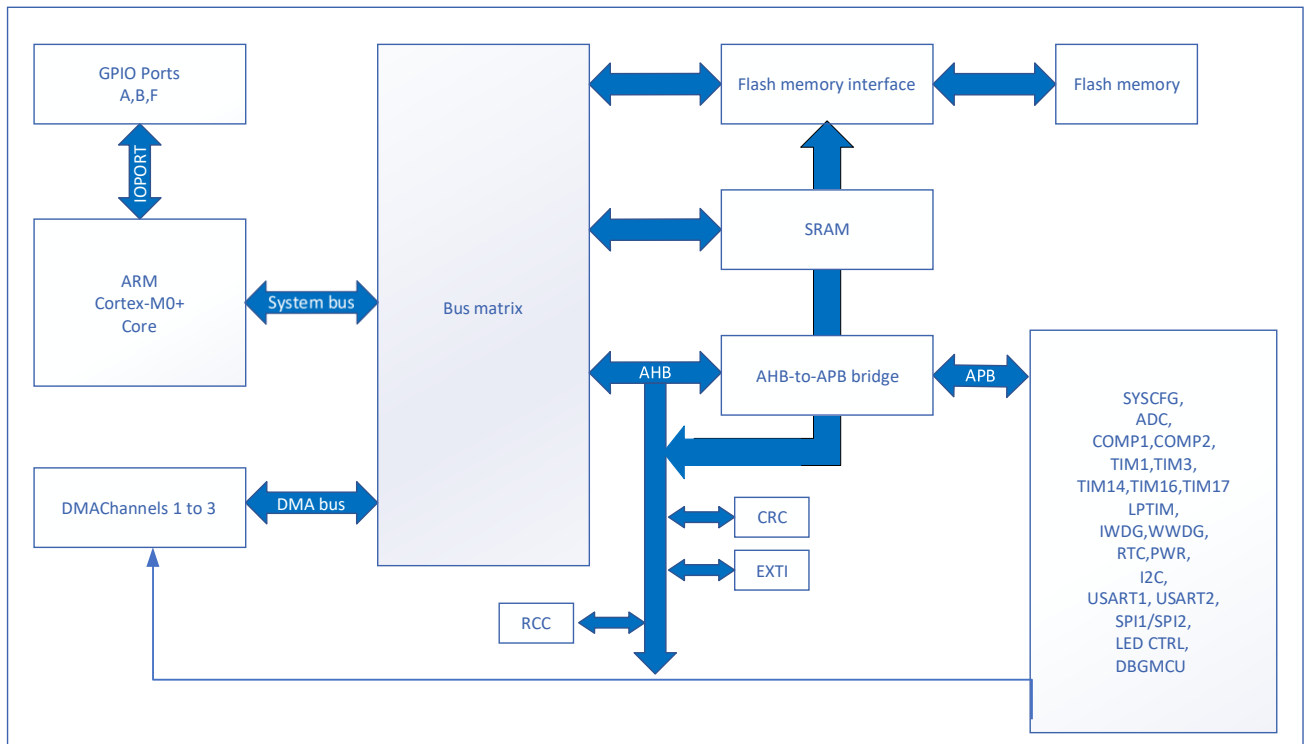 GPIO Ports
A,B,F
IOPORT
ARM
Cortex-M0+
Core
System bus
DMAChannels 1 to 3
DMA bus
Bus matrix
Flash memory interface
Flash memory
SRAM
AHB
AHB-to-APB bridge
APB
CRC
EXTI
RCC
SYSCFG,
ADC,
COMP1,COMP2,
TIM1,TIM3,
TIM14,TIM16,TIM17
LPTIM,
IWDG,WWDG,
RTC,PWR,
I2C,
USART1, USART2,
SPI1/SPI2,
LED CTRL,
DBGMCU